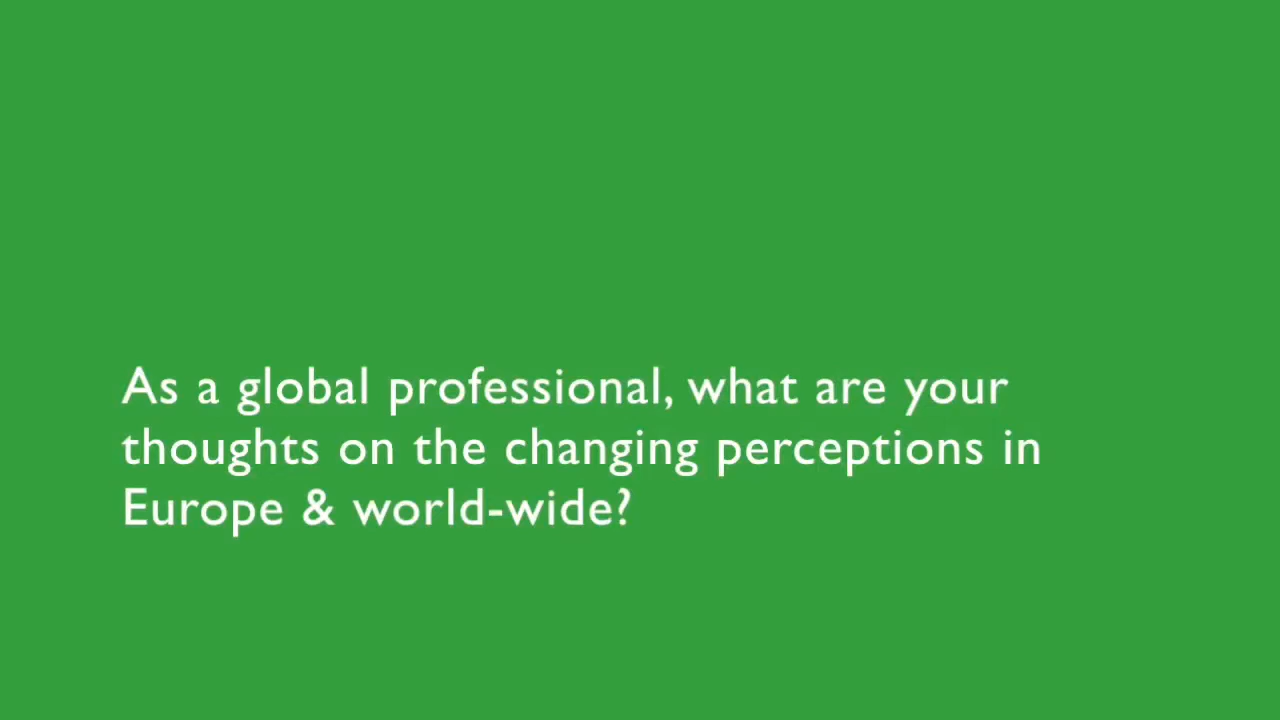 As a global professional, what are your
thoughts on the changing perceptions in
Europe & world-wide?